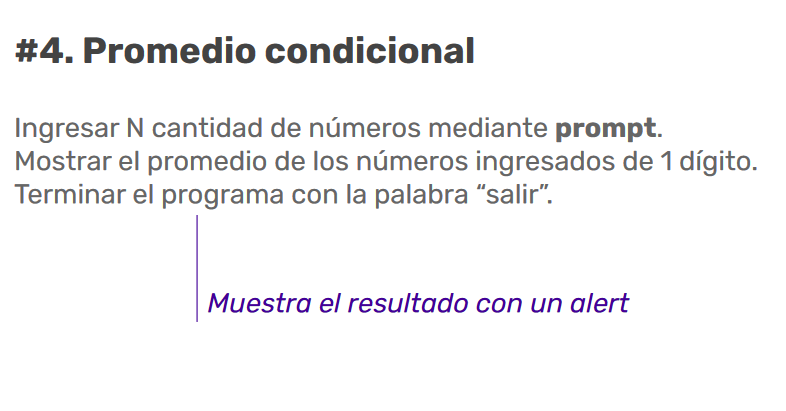 #4. Promedio condicional
Ingresar N cantidad de números mediante prompt.
Mostrar el promedio de los números ingresados de 1 dígito.
Terminar el programa con la palabra “salir”.
Muestra el resultado con un alert